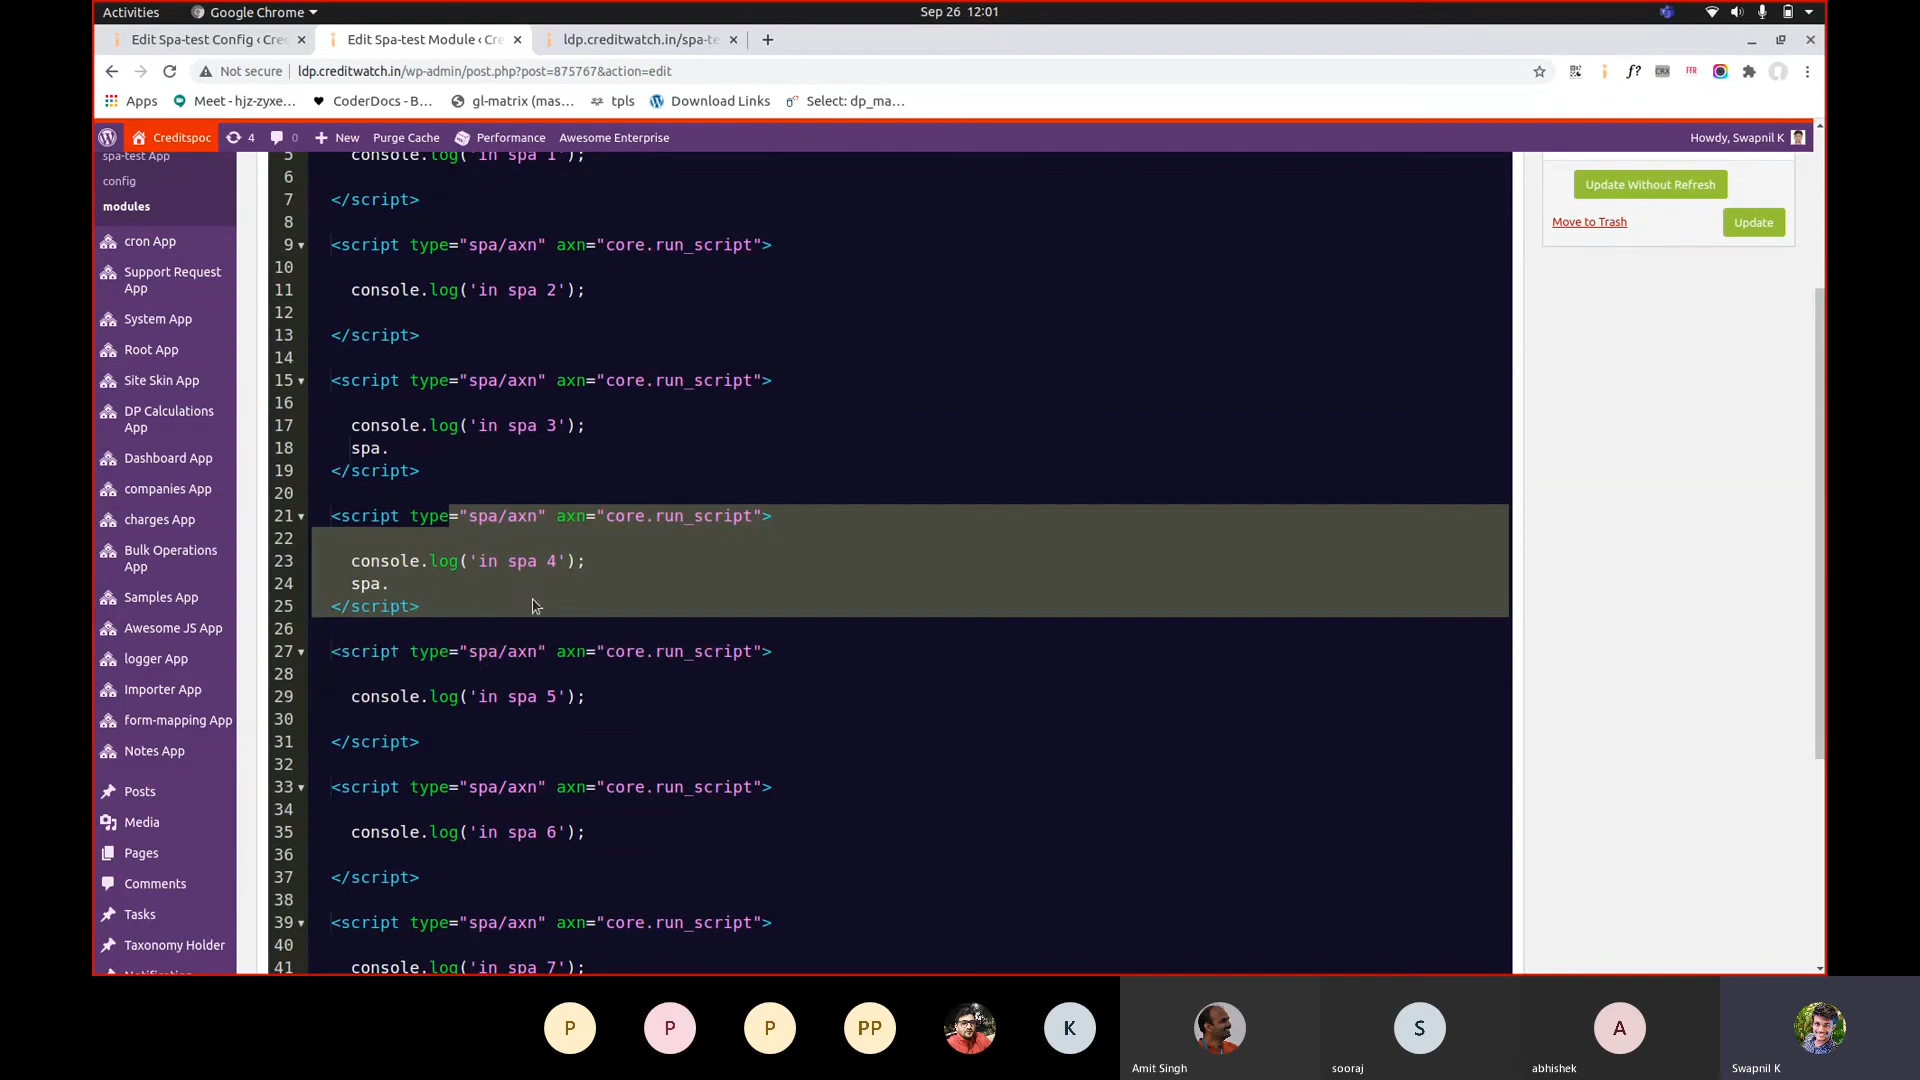 Activities
Google Chrome
Sep 26 12:01
Edit Spa-test Config ‹ Cre
Edit Spa-test Module ‹ Cre
ldp.creditwatch.in/spa-te
Not secure
ldp.creditwatch.in/wp-admin/post.php?post=875767&action=edit
f?
CRX
FFR
Apps
Meet - hjz-zyxe...
CoderDocs - B...
gl-matrix (mas...
tpls
Download Links
Select: dp_ma...
Creditspoc
4
0
New
Purge Cache
Performance
Awesome Enterprise
Howdy, Swapnil K
spa-test App
config
modules
cron App
Support Request
App
System App
Root App
Site Skin App
DP Calculations
App
Dashboard App
companies App
charges App
Bulk Operations
App
Samples App
Awesome JS App
logger App
Importer App
form-mapping App
Notes App
Posts
Media
Pages
Comments
Tasks
Taxonomy Holder
Notification
5 console.log('in spa 1');
6
7 </script>
8
9 <script type="spa/axn" axn="core.run_script">
10
11 console.log('in spa 2');
12
13 </script>
14
15 <script type="spa/axn" axn="core.run_script">
16
17 console.log('in spa 3');
18 spa.
19 </script>
20
21 <script type="spa/axn" axn="core.run_script">
22
23 console.log('in spa 4');
24 spa.
25 </script>
26
27 <script type="spa/axn" axn="core.run_script">
28
29 console.log('in spa 5');
30
31 </script>
32
33 <script type="spa/axn" axn="core.run_script">
34
35 console.log('in spa 6');
36
37 </script>
38
39 <script type="spa/axn" axn="core.run_script">
40
41 console.log('in spa 7');
Update Without Refresh
Move to Trash
Update
P
P
P
PP
K
S
A
Amit Singh
sooraj
abhishek
Swapnil K